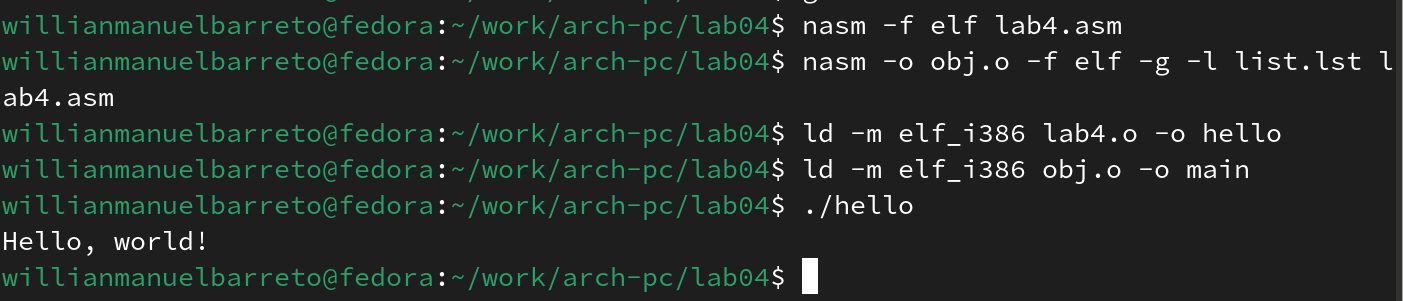 willianmanuelbarreto@fedora:~/work/arch-pc/lab04$ nasm -f elf lab4.asm
willianmanuelbarreto@fedora:~/work/arch-pc/lab04$ nasm -o obj.o -f elf -g -l list.lst l
ab4.asm
willianmanuelbarreto@fedora:~/work/arch-pc/lab04$ ld -m elf_i386 lab4.o -o hello
willianmanuelbarreto@fedora:~/work/arch-pc/lab04$ ld -m elf_i386 obj.o -o main
willianmanuelbarreto@fedora:~/work/arch-pc/lab04$ ./hello
Hello, world!
willianmanuelbarreto@fedora:~/work/arch-pc/lab04$